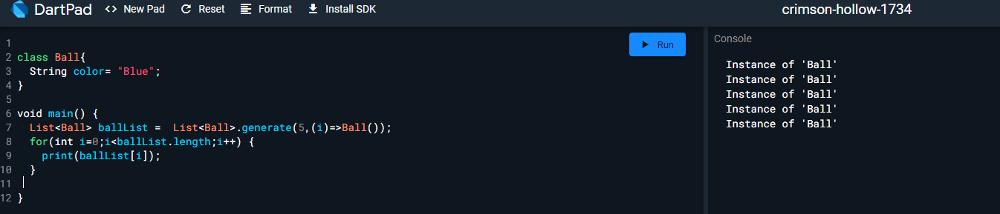 DartPad <> New Pad Reset Format Install SDK crimson-hollow-1734
Run
Console
1
2 class Ball{
3   String color= "Blue";
4 }
5
6 void main() {
7   List<Ball> ballList =  List<Ball>.generate(5,(i)=>Ball());
8   for(int i=0;i<ballList.length;i++) {
9     print(ballList[i]);
10   }
11
12 }
Instance of 'Ball'
Instance of 'Ball'
Instance of 'Ball'
Instance of 'Ball'
Instance of 'Ball'